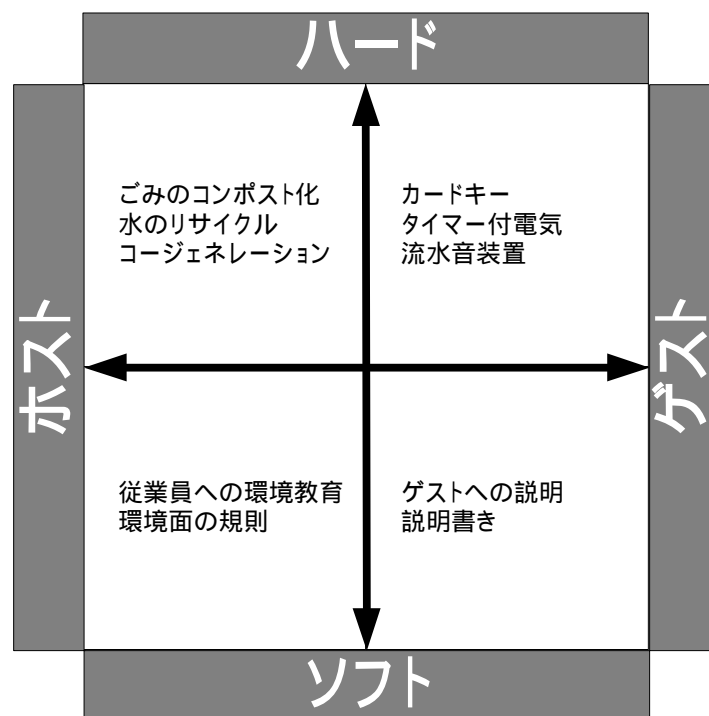 ハード
ホスト
ごみのコンポスト化
水のリサイクル
コージェネレーション
カードキー
タイマー付電気
流水音装置
ゲスト
従業員への環境教育
環境面の規則
ゲストへの説明
説明書き
ソフト